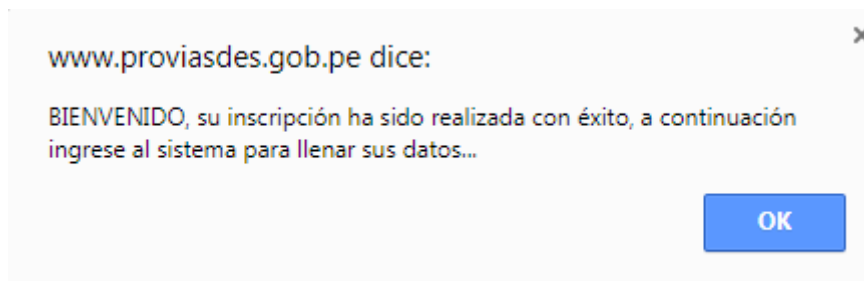 www.proviasdes.gob.pe dice:
BIENVENIDO, su inscripción ha sido realizada con éxito, a continuación
ingrese al sistema para llenar sus datos...
OK